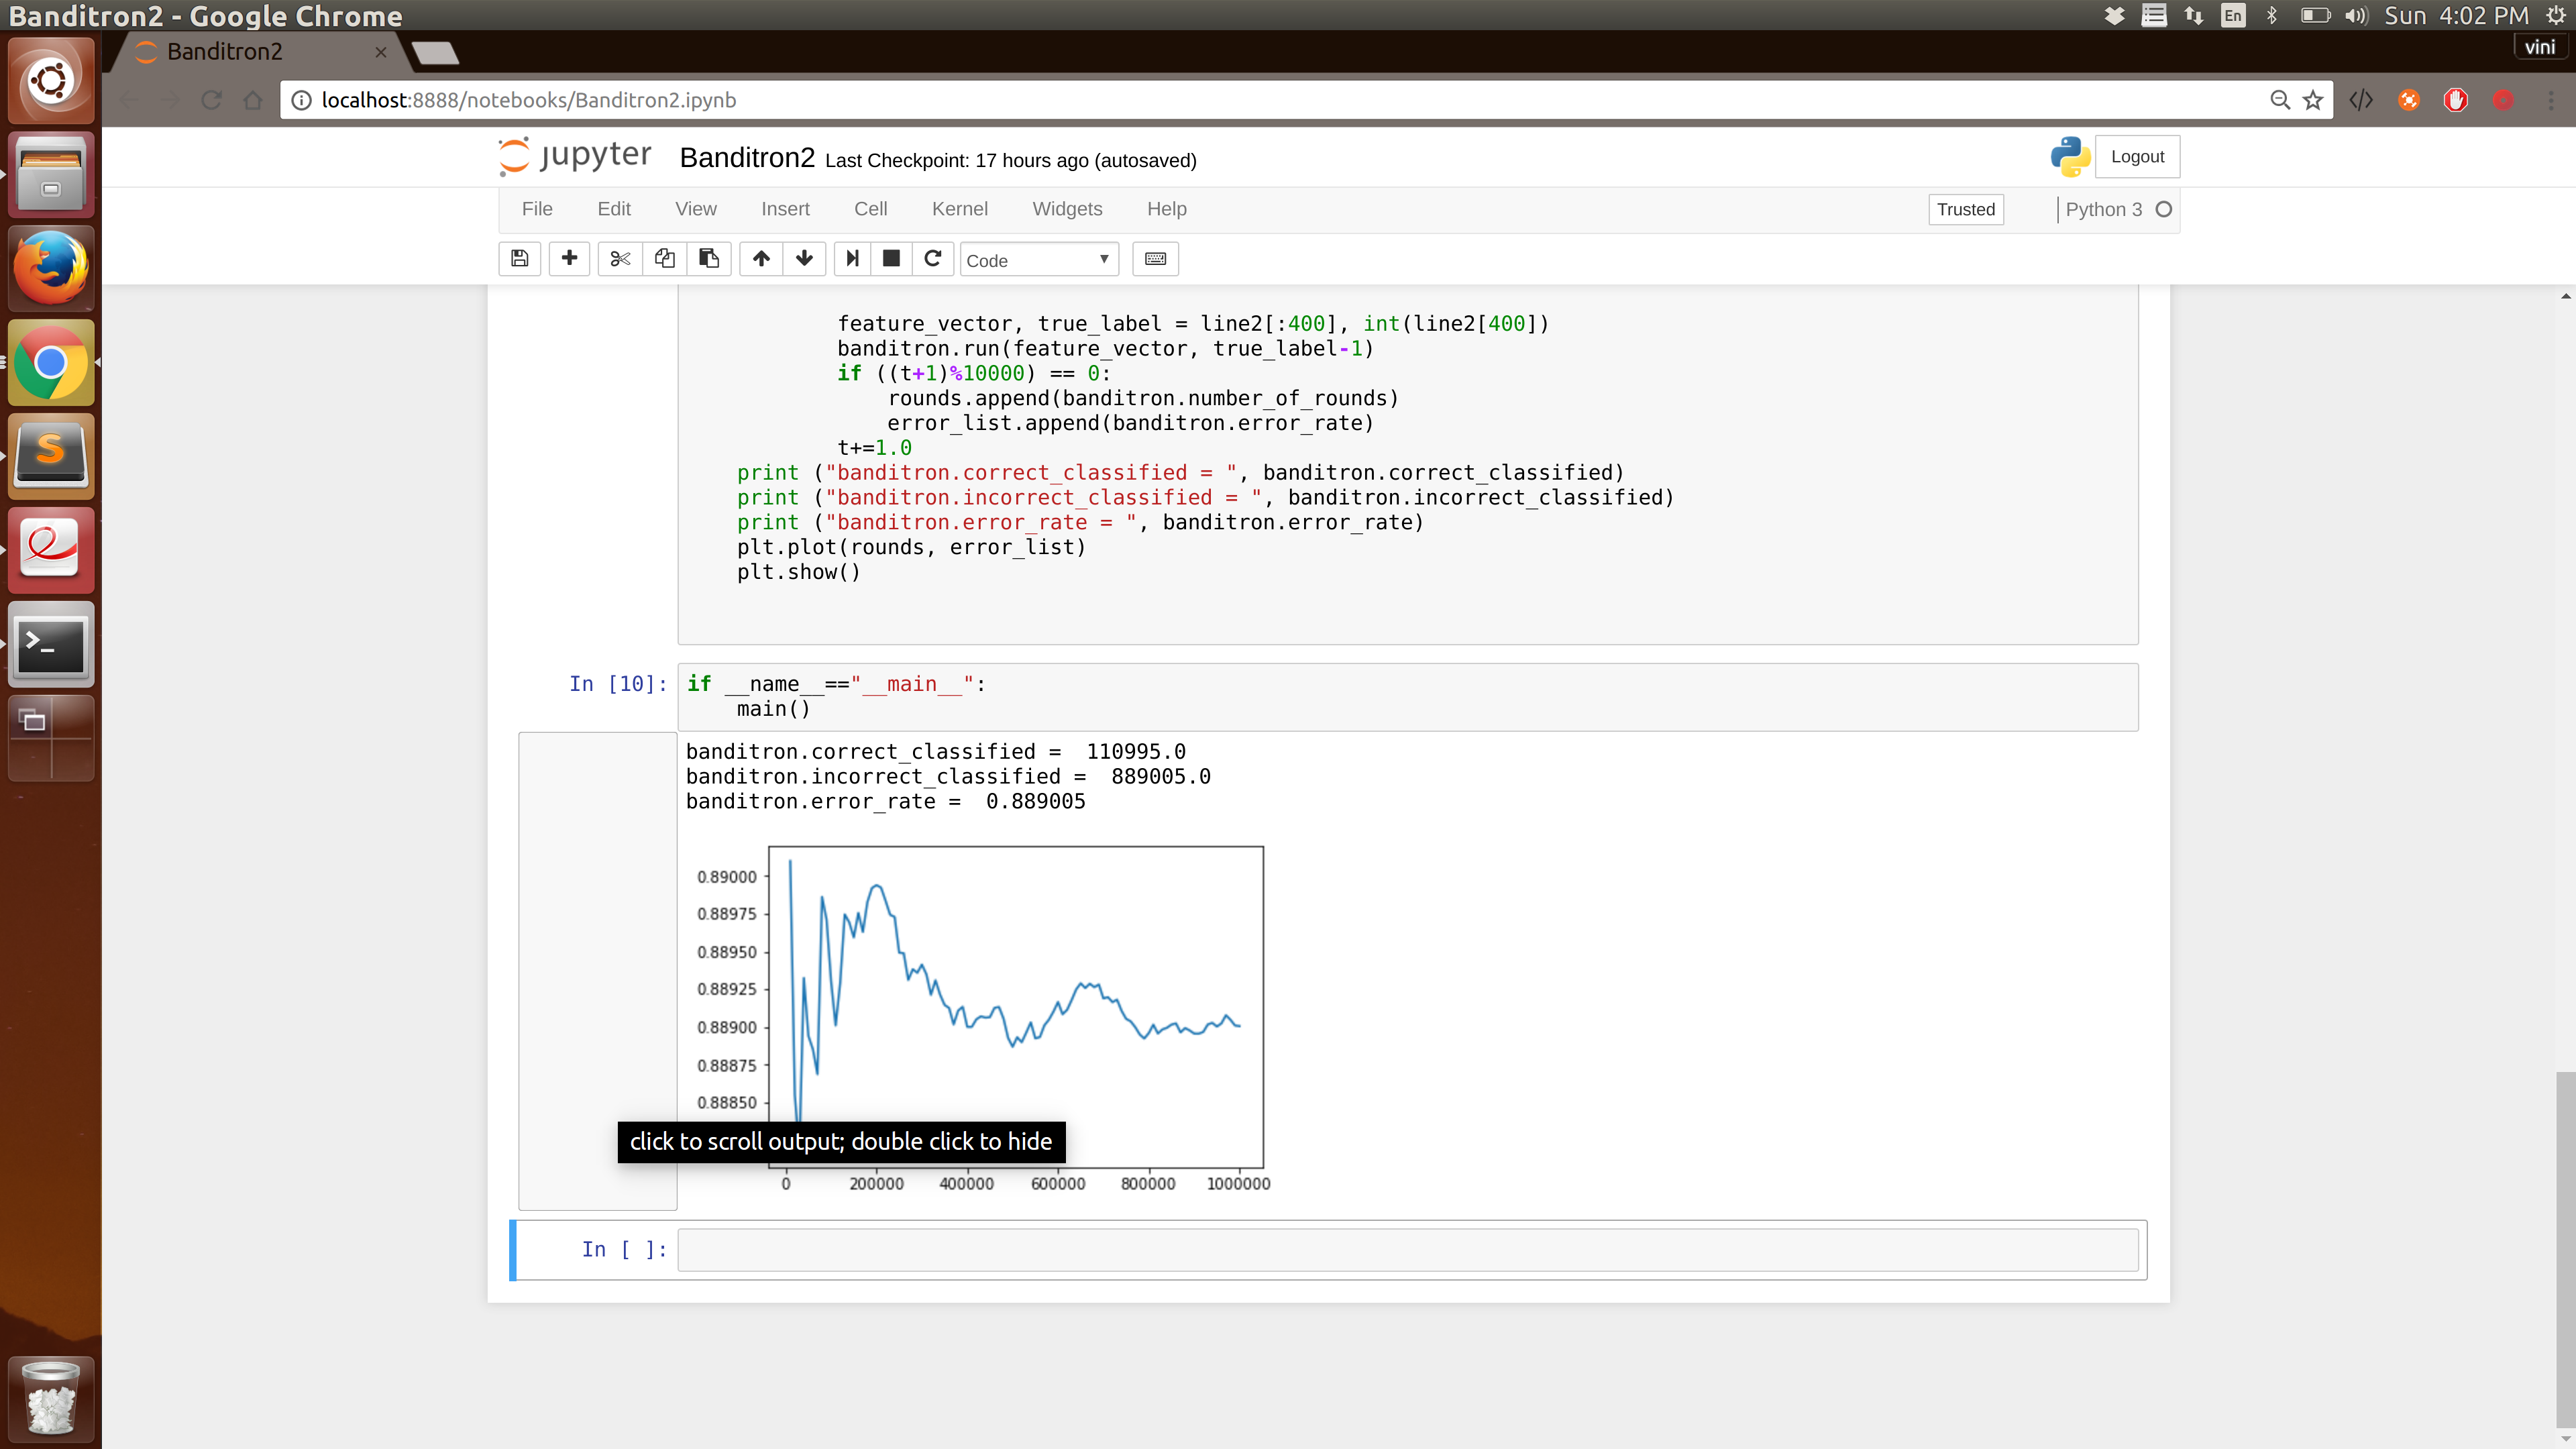 Banditron2 - Google Chrome
En
Sun 4:02 PM
Banditron2
vini
localhost:8888/notebooks/Banditron2.ipynb
jupyter
Banditron2 Last Checkpoint: 17 hours ago (autosaved)
Logout
File Edit View Insert Cell Kernel Widgets Help
Trusted
Python 3
Code
feature_vector, true_label = line2[:400], int(line2[400])
banditron.run(feature_vector, true_label-1)
if ((t+1)%10000) == 0:
rounds.append(banditron.number_of_rounds)
error_list.append(banditron.error_rate)
t+=1.0
print ("banditron.correct_classified = ", banditron.correct_classified)
print ("banditron.incorrect_classified = ", banditron.incorrect_classified)
print ("banditron.error_rate = ", banditron.error_rate)
plt.plot(rounds, error_list)
plt.show()
In [10]:
if __name__=="__main__":
main()
banditron.correct_classified =  110995.0
banditron.incorrect_classified =  889005.0
banditron.error_rate =  0.889005
0.89000
0.88975
0.88950
0.88925
0.88900
0.88875
0.88850
click to scroll output; double click to hide
0 200000 400000 600000 800000 1000000
In [ ]: